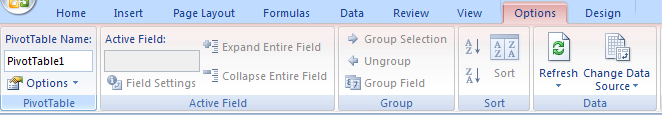 Home Insert Page Layout Formulas Data Review View Options Design
PivotTable Name:
PivotTable1
Options
PivotTable
Active Field:
Field Settings
Expand Entire Field
Collapse Entire Field
Active Field
Group Selection
Ungroup
Group Field
Group
A Z
Z A
A Z
Z A
Sort
Sort
Refresh
Change Data
Source
Data